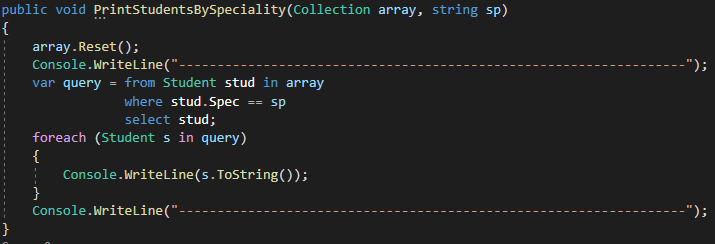 public void PrintStudentsBySpeciality(Collection array, string sp)
{
array.Reset();
Console.WriteLine("-------------------------------------------------------------------");
var query = from Student stud in array
where stud.Spec == sp
select stud;
foreach (Student s in query)
{
Console.WriteLine(s.ToString());
}
Console.WriteLine("-------------------------------------------------------------------");
}